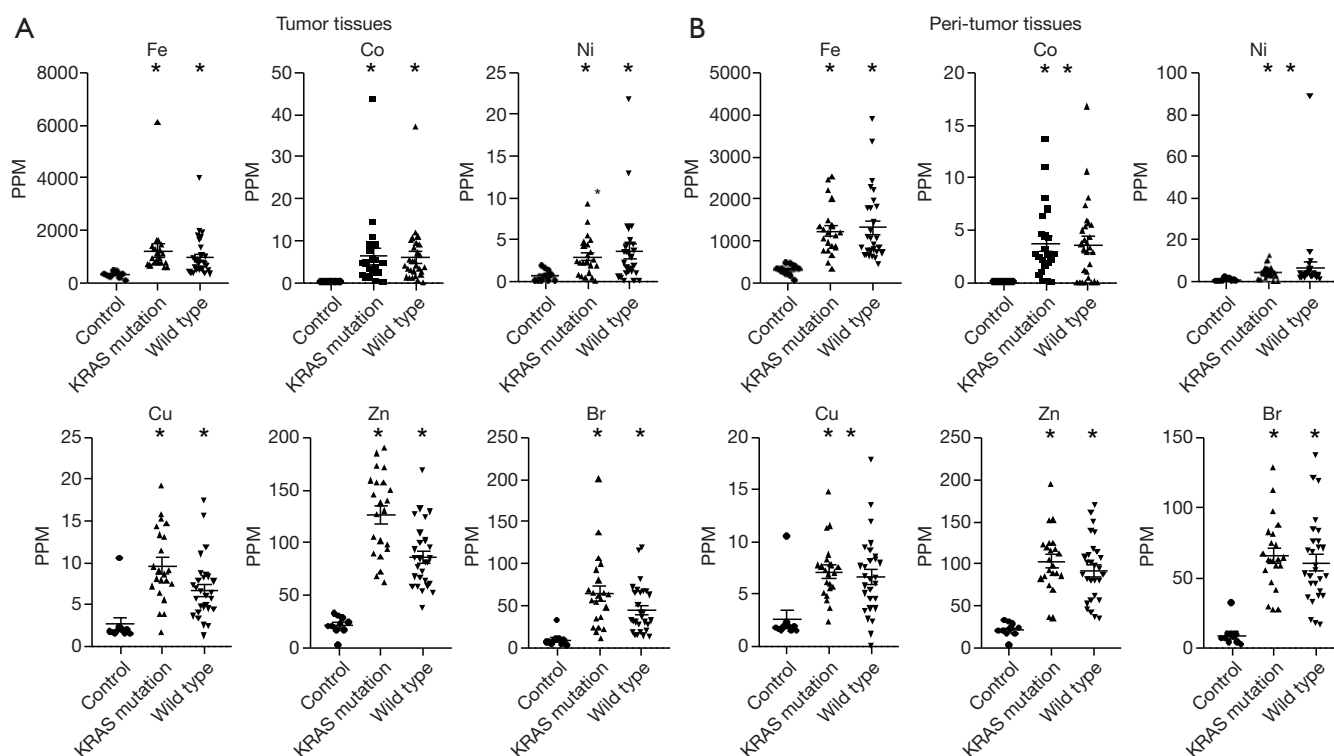 A
Tumor tissues
Fe
* *
PPM
8000
6000
4000
2000
0
Control
KRAS mutation
Wild type
Co
* *
PPM
50
40
30
20
10
0
Control
KRAS mutation
Wild type
Ni
* *
*
PPM
25
20
15
10
5
0
Control
KRAS mutation
Wild type
Cu
* *
PPM
25
20
15
10
5
0
Control
KRAS mutation
Wild type
Zn
* *
PPM
200
150
100
50
0
Control
KRAS mutation
Wild type
Br
* *
PPM
250
200
150
100
50
0
Control
KRAS mutation
Wild type
B
Peri-tumor tissues
Fe
* *
PPM
5000
4000
3000
2000
1000
0
Control
KRAS mutation
Wild type
Co
* *
PPM
20
15
10
5
0
Control
KRAS mutation
Wild type
Ni
* *
PPM
100
80
60
40
20
0
Control
KRAS mutation
Wild type
Cu
* *
PPM
20
15
10
5
0
Control
KRAS mutation
Wild type
Zn
* *
PPM
250
200
150
100
50
0
Control
KRAS mutation
Wild type
Br
* *
PPM
150
100
50
0
Control
KRAS mutation
Wild type